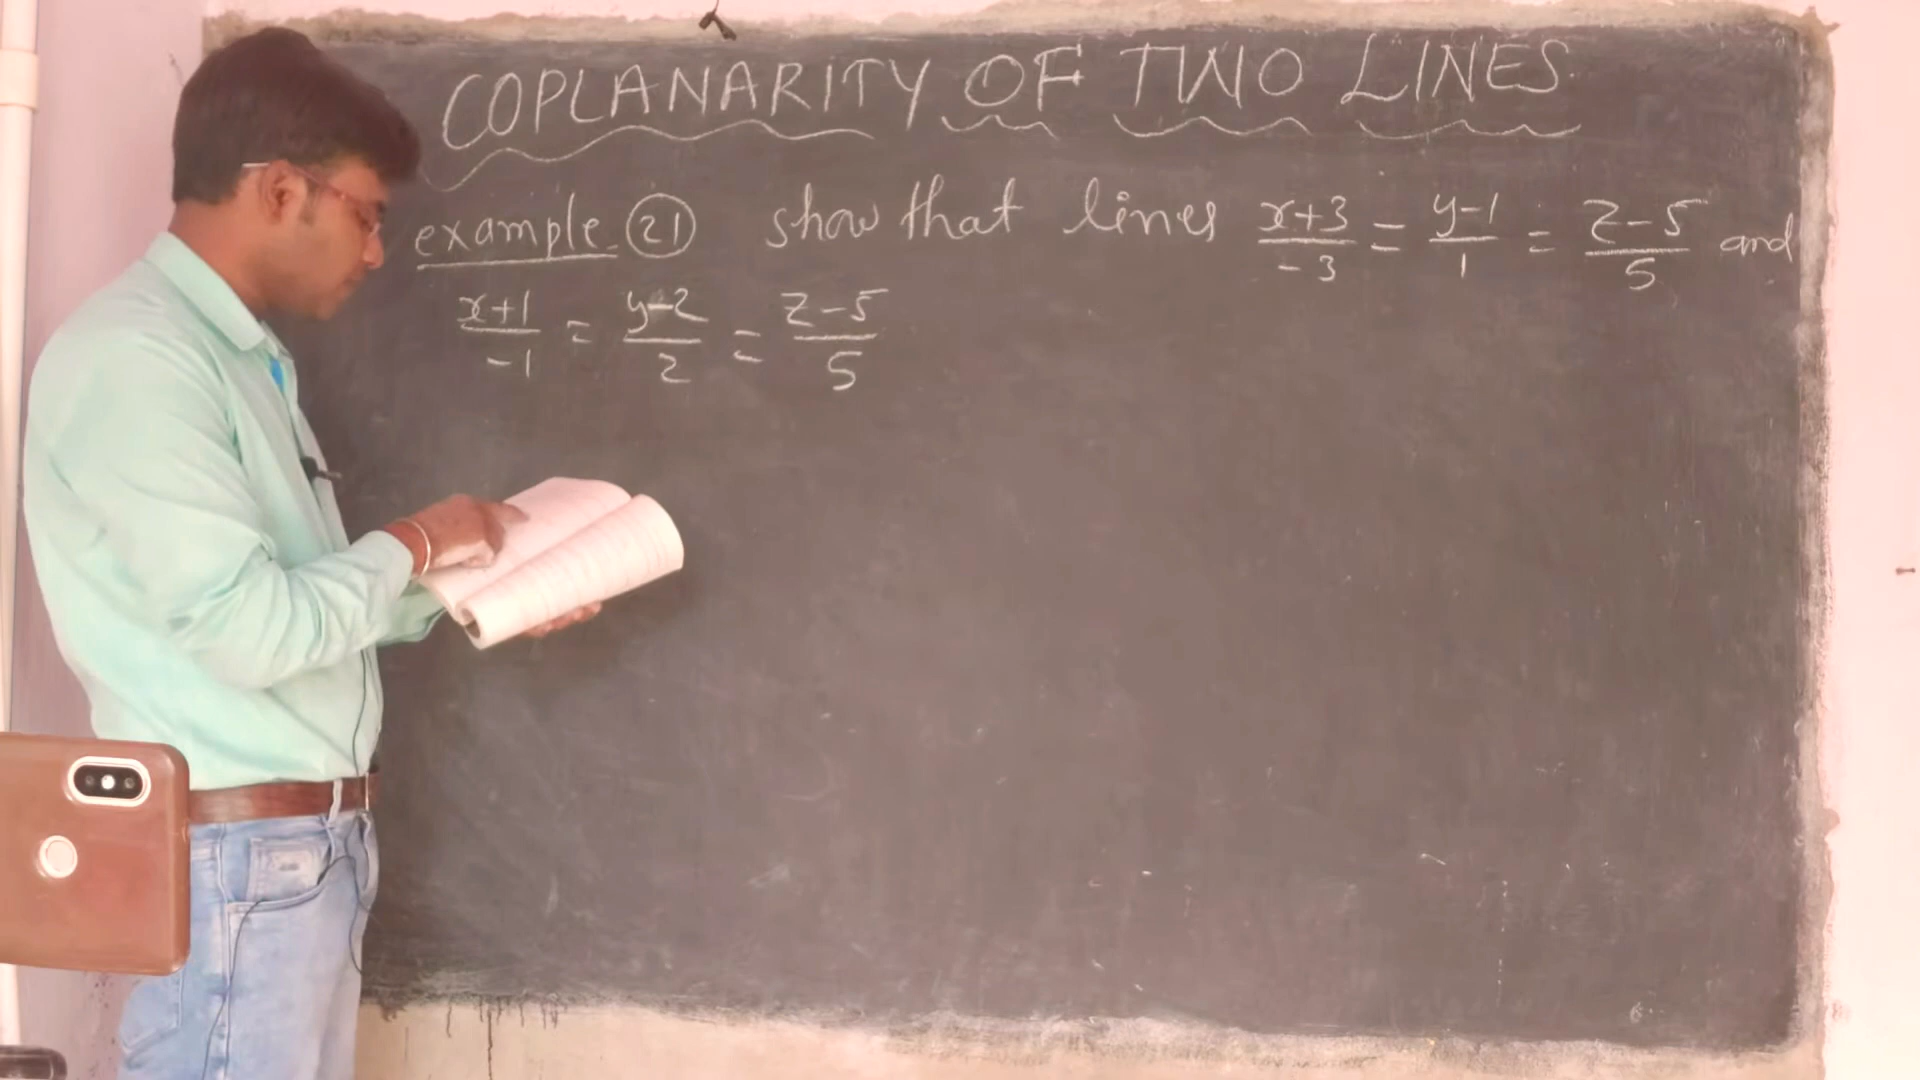 COPLANARITY OF TWO LINES.
example. (21) show that lines (x+3)/-3 = (y-1)/1 = (z-5)/5 and
(x+1)/-1 = (y-2)/2 = (z-5)/5